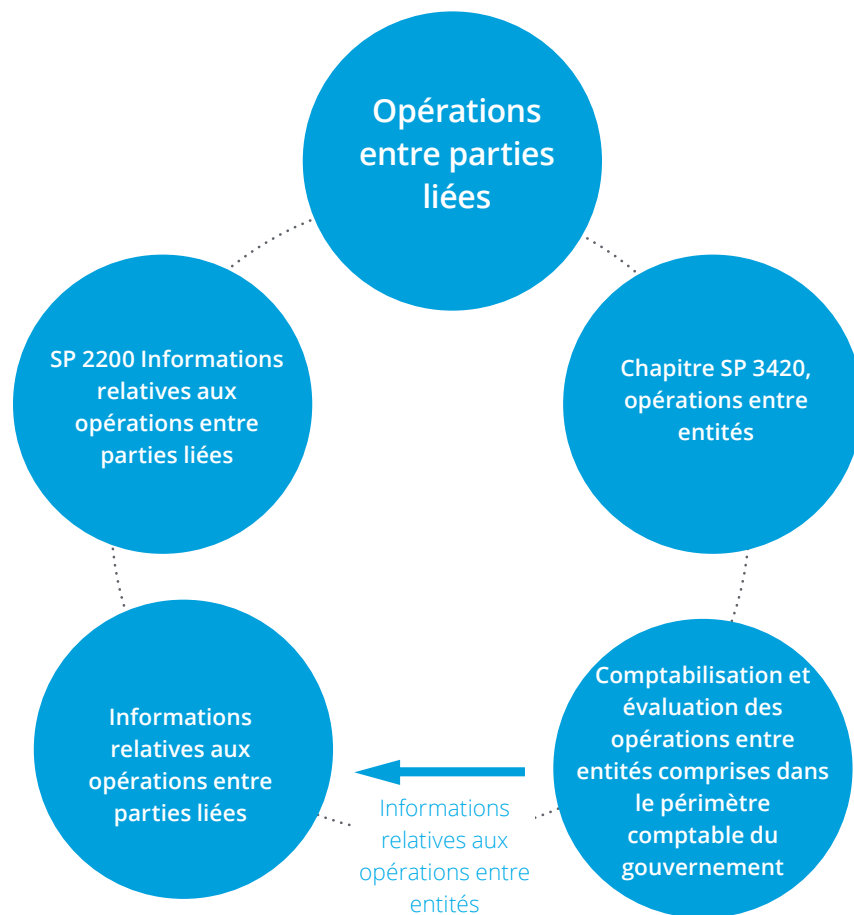 Opérations
entre parties
liées
SP 2200 Informations
relatives aux
opérations entre
parties liées
Chapitre SP 3420,
opérations entre
entités
Informations
relatives aux
opérations entre
parties liées
Informations
relatives aux
opérations entre
entités
Comptabilisation et
évaluation des
opérations entre
entités comprises dans
le périmètre
comptable du
gouvernement